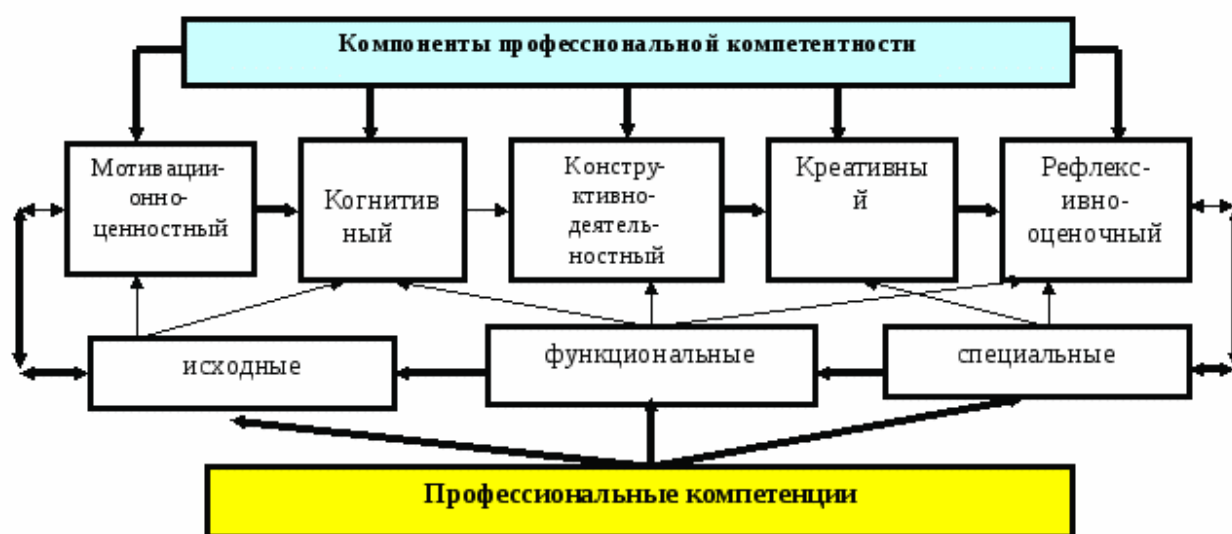 Компоненты профессиональной компетентности
Мотиваци-
онно-
ценностный
Когнитив
ный
Констру-
ктивно-
деятель-
ностный
Креативны
й
Рефлекс-
ивно-
оценочный
исходные
функциональные
специальные
Профессиональные компетенции